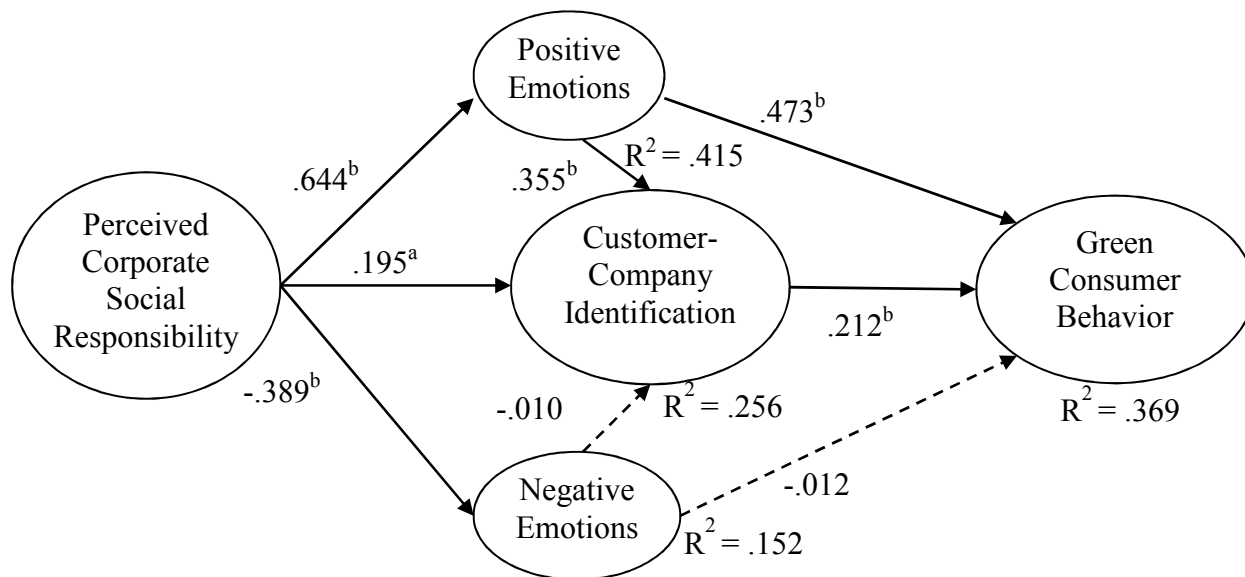 Positive
Emotions
.473ᵇ
R² = .415
.644ᵇ
.355ᵇ
Perceived
Corporate
Social
Responsibility
.195ᵃ
Customer-
Company
Identification
Green
Consumer
Behavior
.212ᵇ
-.389ᵇ
-.010
R² = .256
R² = .369
Negative
Emotions
-.012
R² = .152